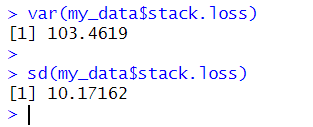 > var(my_data$stack.loss)
[1] 103.4619
>
> sd(my_data$stack.loss)
[1] 10.17162
>